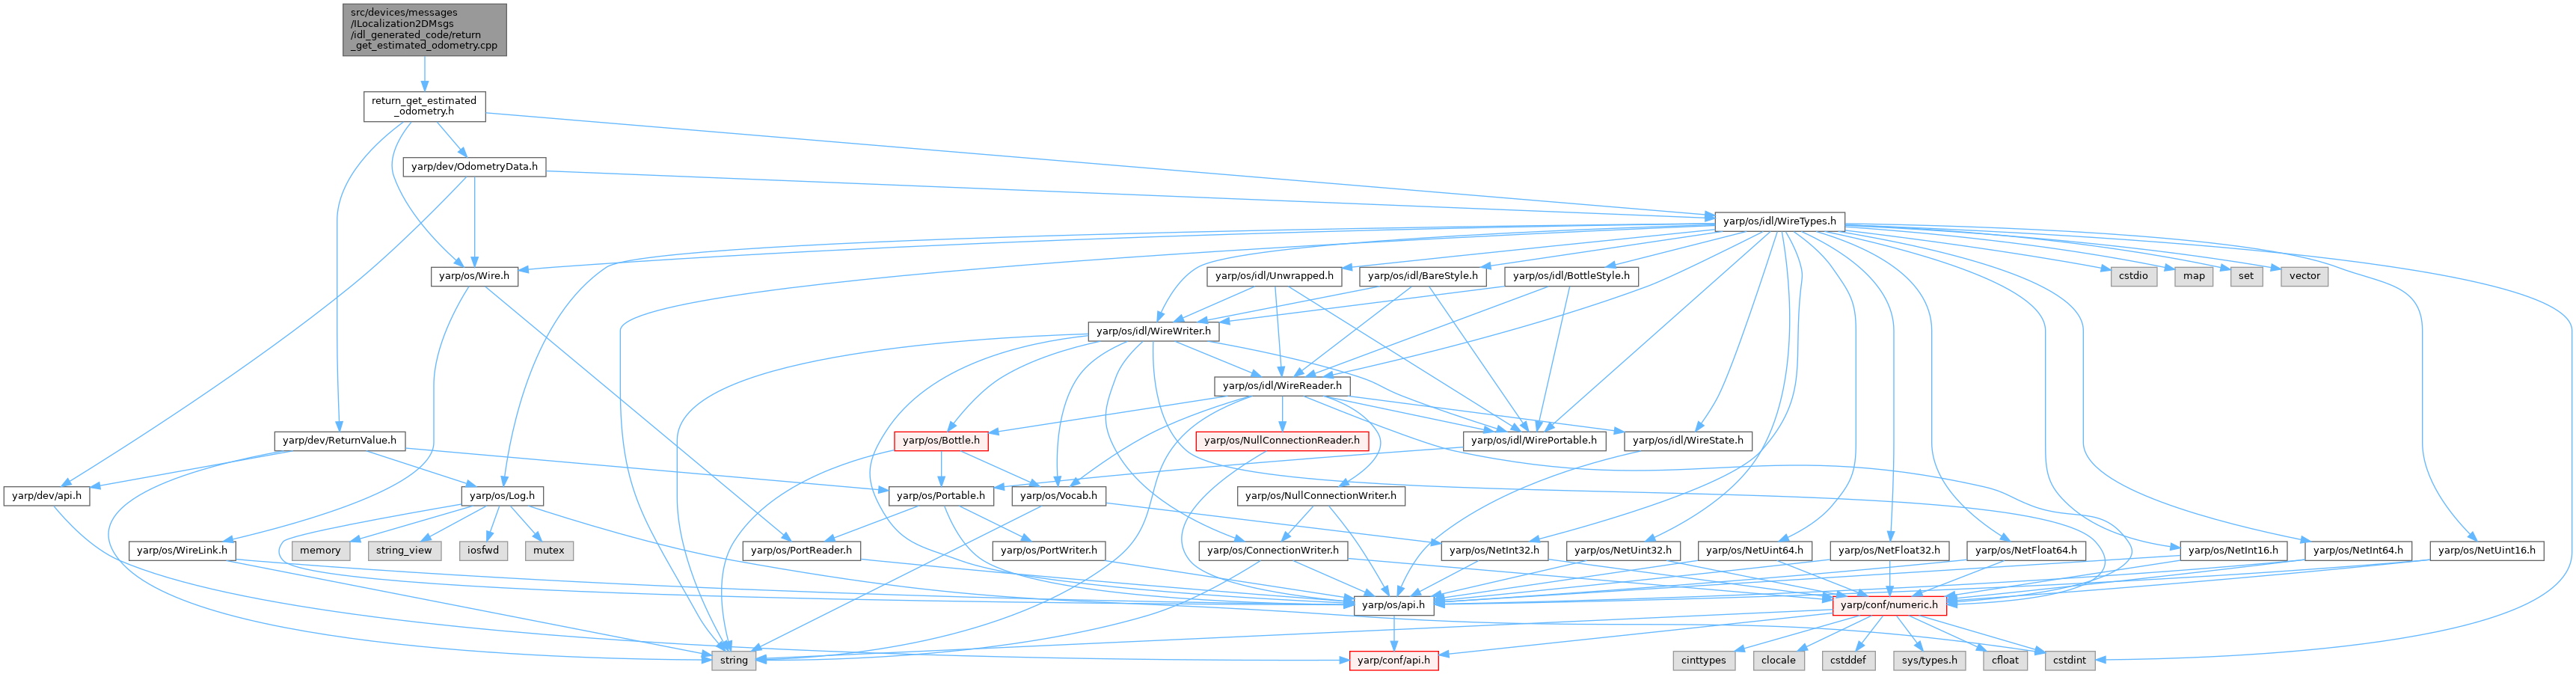 src/devices/messages
/ILocalization2DMsgs
/idl_generated_code/return
_get_estimated_odometry.cpp
return_get_estimated
_odometry.h
yarp/dev/OdometryData.h
yarp/os/idl/WireTypes.h
yarp/os/Wire.h
yarp/os/idl/Unwrapped.h
yarp/os/idl/BareStyle.h
yarp/os/idl/BottleStyle.h
cstdio
map
set
vector
yarp/os/idl/WireWriter.h
yarp/os/idl/WireReader.h
yarp/dev/ReturnValue.h
yarp/os/Bottle.h
yarp/os/NullConnectionReader.h
yarp/os/idl/WirePortable.h
yarp/os/idl/WireState.h
yarp/dev/api.h
yarp/os/Log.h
yarp/os/Portable.h
yarp/os/Vocab.h
yarp/os/NullConnectionWriter.h
yarp/os/WireLink.h
memory
string_view
iosfwd
mutex
yarp/os/PortReader.h
yarp/os/PortWriter.h
yarp/os/ConnectionWriter.h
yarp/os/NetInt32.h
yarp/os/NetUint32.h
yarp/os/NetUint64.h
yarp/os/NetFloat32.h
yarp/os/NetFloat64.h
yarp/os/NetInt16.h
yarp/os/NetInt64.h
yarp/os/NetUint16.h
yarp/os/api.h
yarp/conf/numeric.h
string
yarp/conf/api.h
cinttypes
clocale
cstddef
sys/types.h
cfloat
cstdint